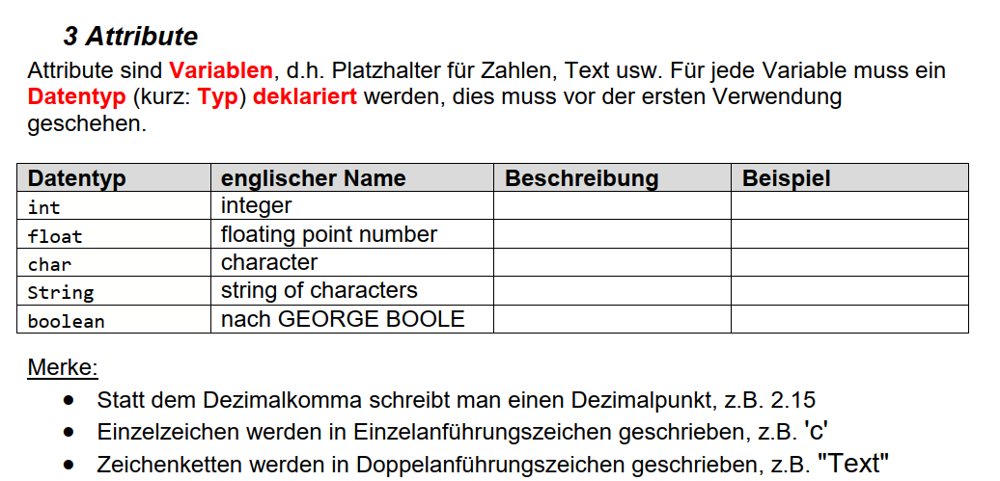 3 Attribute
Attribute sind Variablen, d.h. Platzhalter für Zahlen, Text usw. Für jede Variable muss ein
Datentyp (kurz: Typ) deklariert werden, dies muss vor der ersten Verwendung
geschehen.
Datentyp englischer Name Beschreibung Beispiel
int integer
float floating point number
char character
String string of characters
boolean nach GEORGE BOOLE
Merke:
• Statt dem Dezimalkomma schreibt man einen Dezimalpunkt, z.B. 2.15
• Einzelzeichen werden in Einzelanführungszeichen geschrieben, z.B. 'c'
• Zeichenketten werden in Doppelanführungszeichen geschrieben, z.B. "Text"